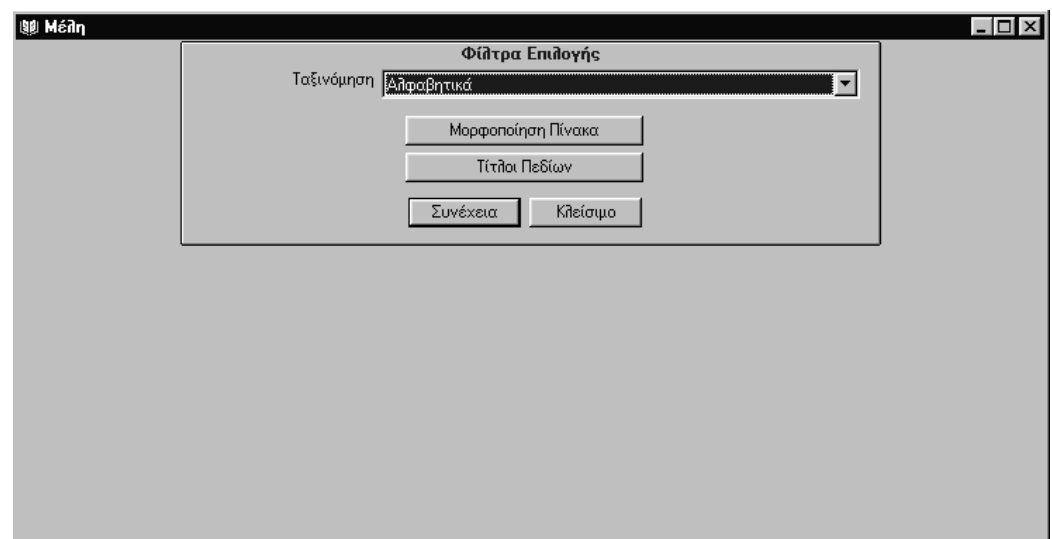 Μέλη
Φίλτρα Επιλογής
Ταξινόμηση Αλφαβητικά
Μορφοποίηση Πίνακα
Τίτλοι Πεδίων
Συνέχεια Κλείσιμο